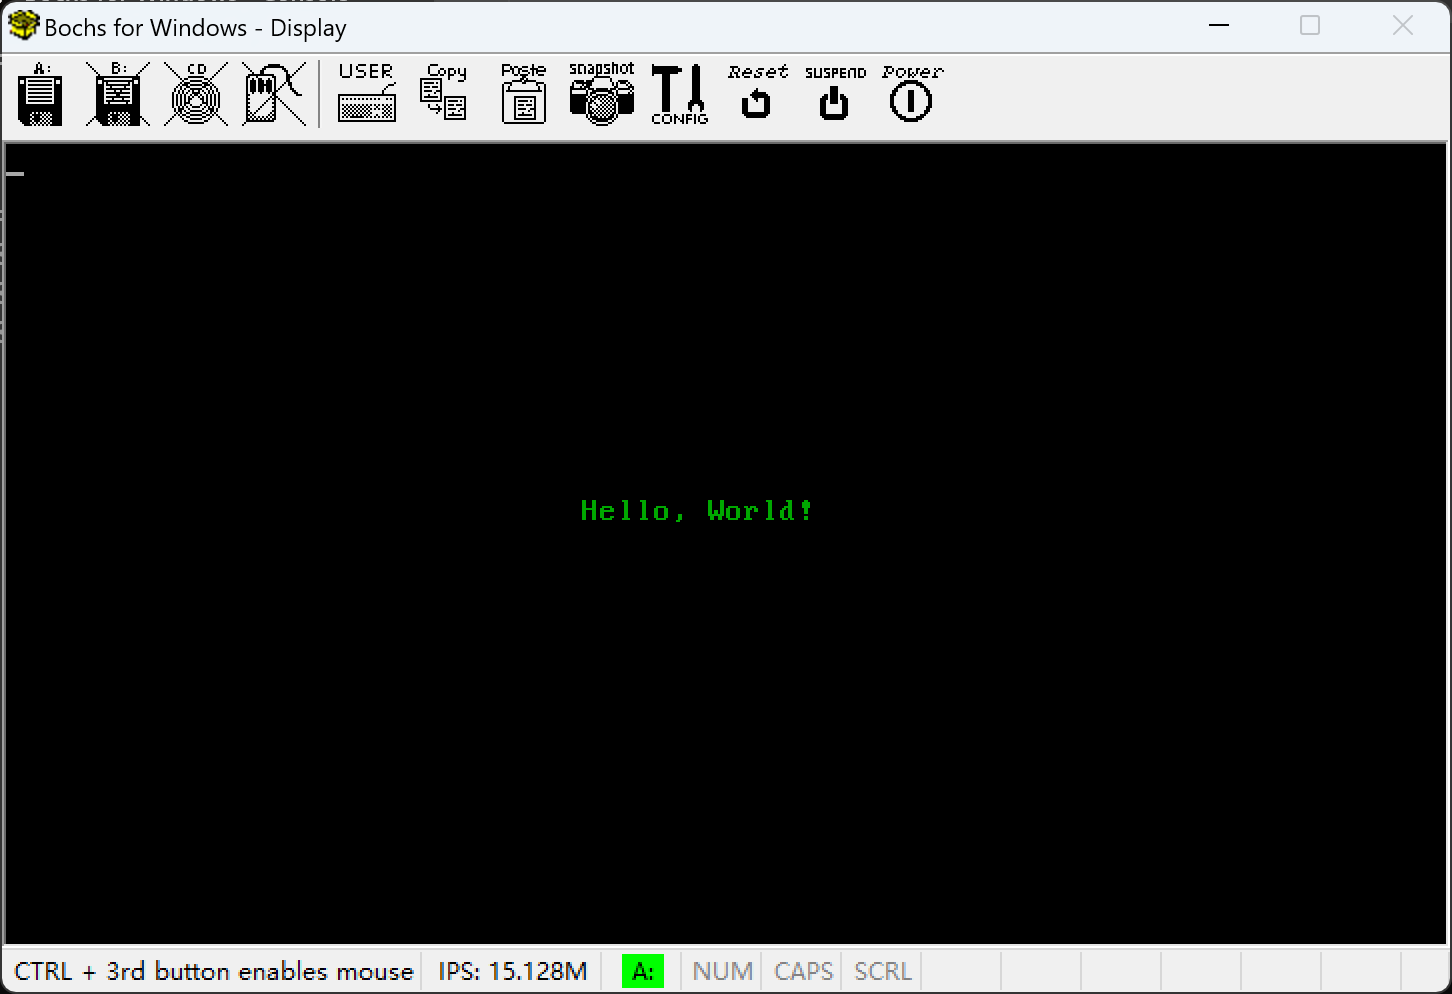 Bochs for Windows - Display
A: B: CD USER Copy Paste snapshot CONFIG Reset SUSPEND Power
Hello, World!
CTRL + 3rd button enables mouse IPS: 15.128M A: NUM CAPS SCRL